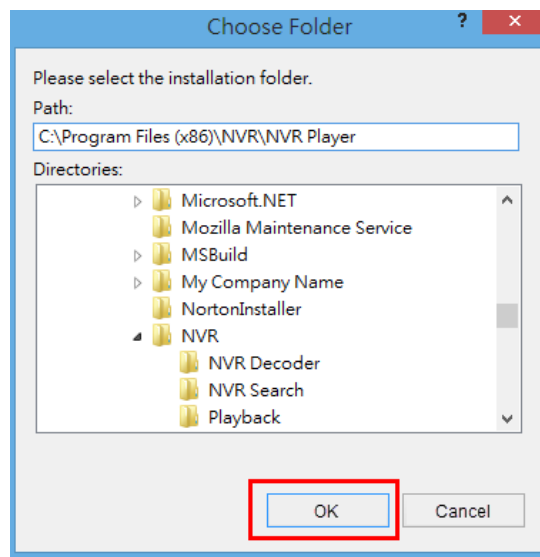 Choose Folder
?
×
Please select the installation folder.
Path:
C:\Program Files (x86)\NVR\NVR Player
Directories:
Microsoft.NET
Mozilla Maintenance Service
MSBuild
My Company Name
NortonInstaller
NVR
NVR Decoder
NVR Search
Playback
OK
Cancel